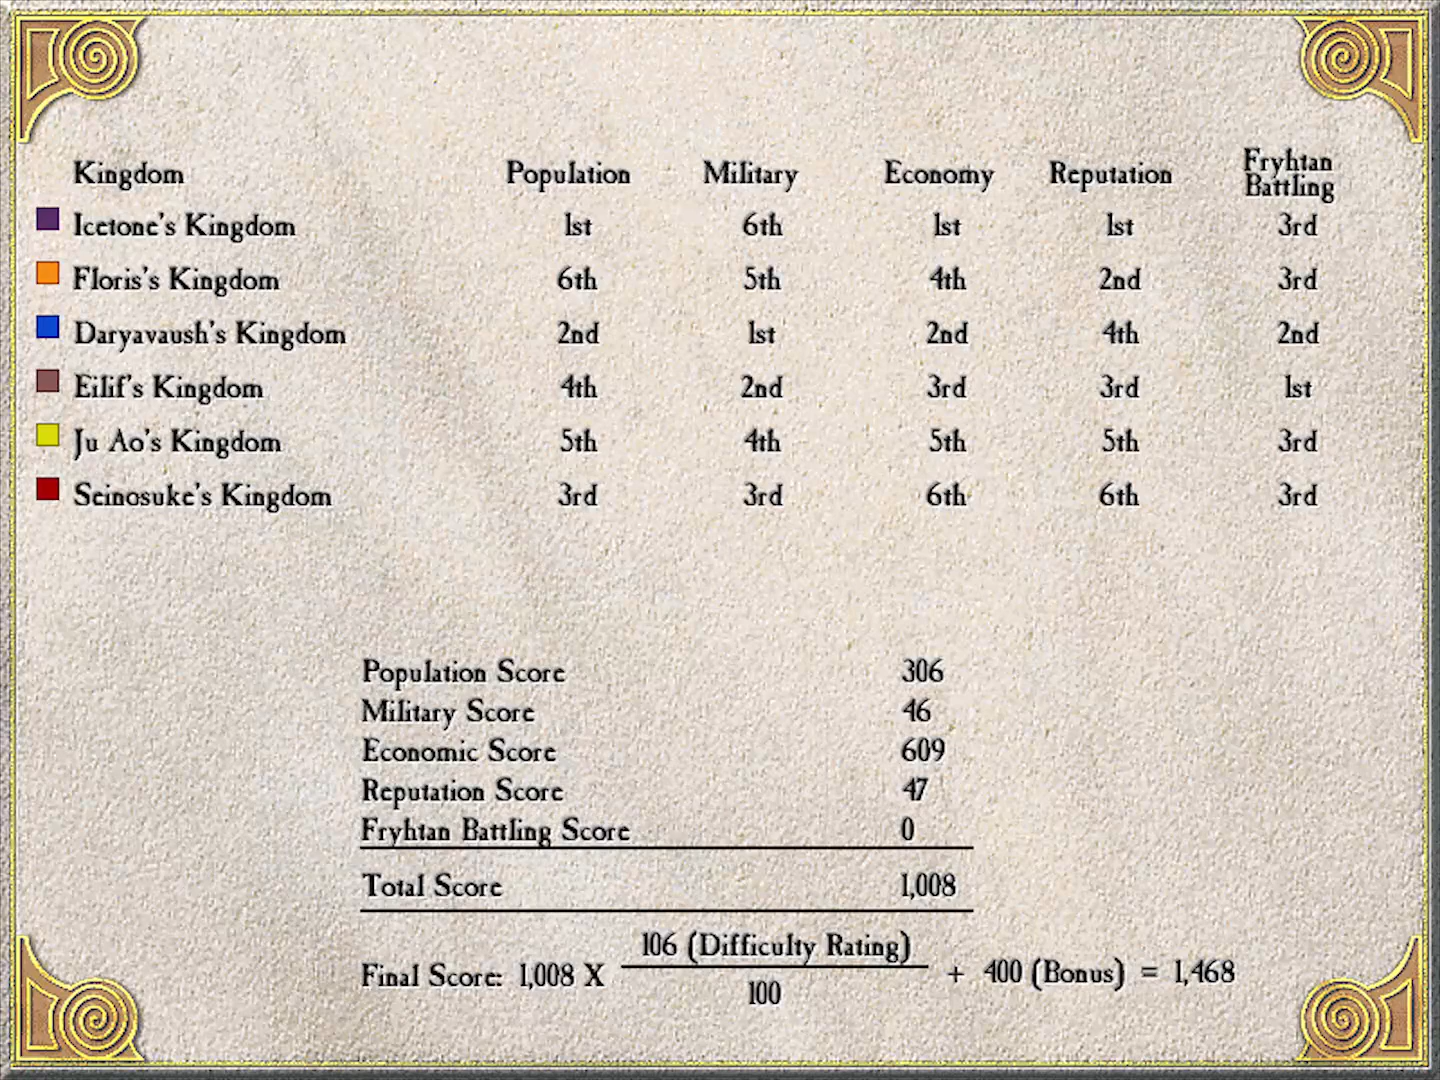 Kingdom Population Military Economy Reputation Fryhtan Battling
Icetone's Kingdom 1st 6th 1st 1st 3rd
Floris's Kingdom 6th 5th 4th 2nd 3rd
Daryavaush's Kingdom 2nd 1st 2nd 4th 2nd
Eilif's Kingdom 4th 2nd 3rd 3rd 1st
Ju Ao's Kingdom 5th 4th 5th 5th 3rd
Seinosuke's Kingdom 3rd 3rd 6th 6th 3rd
Population Score 306
Military Score 46
Economic Score 609
Reputation Score 47
Fryhtan Battling Score 0
Total Score 1,008
106 (Difficulty Rating)
Final Score: 1,008 X + 400 (Bonus) = 1,468
100